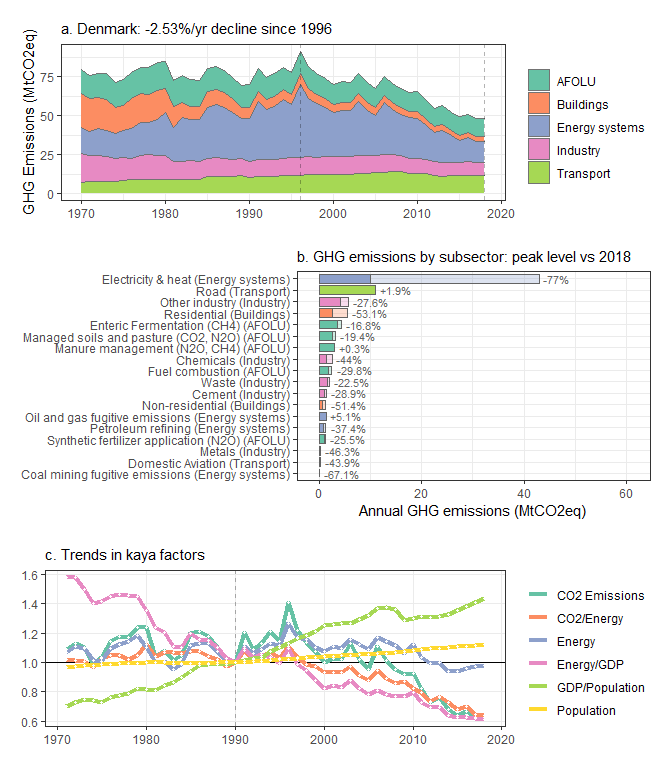 a. Denmark: -2.53%/yr decline since 1996
GHG Emissions (MtCO2eq)
75
50
25
0
1970
1980
1990
2000
2010
2020
AFOLU
Buildings
Energy systems
Industry
Transport
b. GHG emissions by subsector: peak level vs 2018
Electricity & heat (Energy systems)
-77%
Road (Transport)
+1.9%
Other industry (Industry)
-27.6%
Residential (Buildings)
-53.1%
Enteric Fermentation (CH4) (AFOLU)
-16.8%
Managed soils and pasture (CO2, N2O) (AFOLU)
-19.4%
Manure management (N2O, CH4) (AFOLU)
+0.3%
Chemicals (Industry)
-44%
Fuel combustion (AFOLU)
-29.8%
Waste (Industry)
-22.5%
Cement (Industry)
-28.9%
Non-residential (Buildings)
-51.4%
Oil and gas fugitive emissions (Energy systems)
+5.1%
Petroleum refining (Energy systems)
-37.4%
Synthetic fertilizer application (N2O) (AFOLU)
-25.5%
Metals (Industry)
-46.3%
Domestic Aviation (Transport)
-43.9%
Coal mining fugitive emissions (Energy systems)
-67.1%
0
20
40
60
Annual GHG emissions (MtCO2eq)
c. Trends in kaya factors
1.6
1.4
1.2
1.0
0.8
0.6
1970
1980
1990
2000
2010
2020
CO2 Emissions
CO2/Energy
Energy
Energy/GDP
GDP/Population
Population